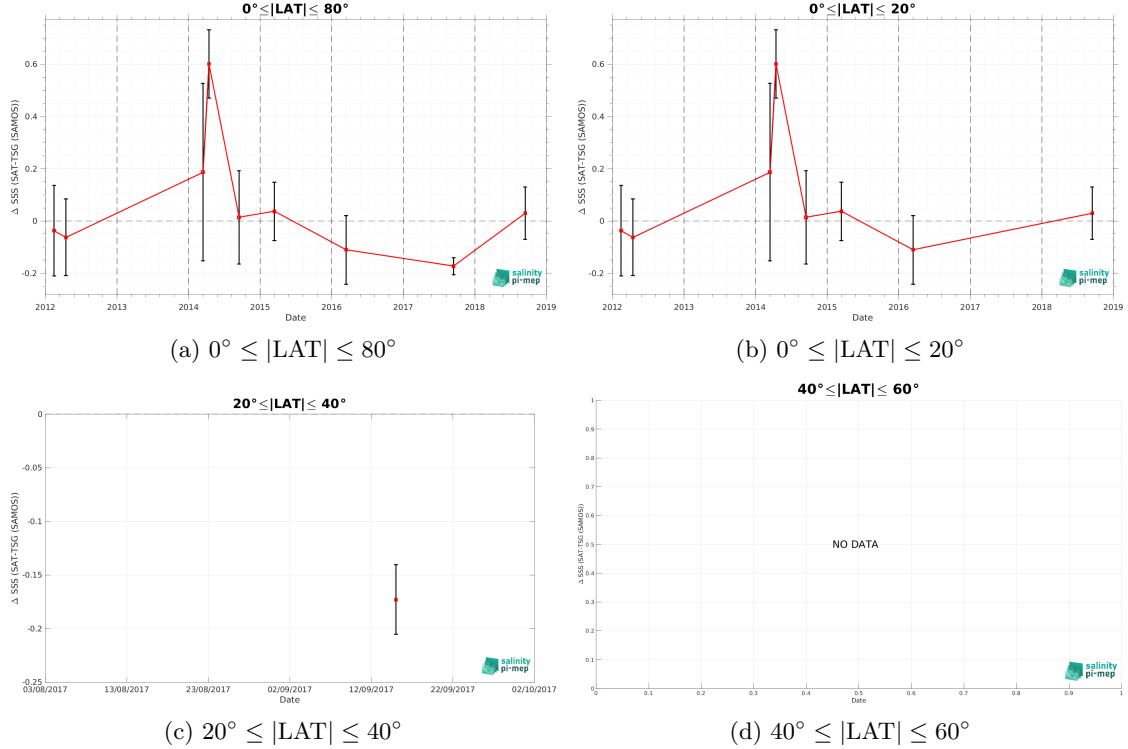 0°≤|LAT|≤ 80°
Δ SSS (SAT-TSG (SAMOS))
0.6
0.4
0.2
0
-0.2
2012 2013 2014 2015 2016 2017 2018 2019
Date
salinity
pi-mep
(a) 0° ≤ |LAT| ≤ 80°
0°≤|LAT|≤ 20°
Δ SSS (SAT-TSG (SAMOS))
0.6
0.4
0.2
0
-0.2
2012 2013 2014 2015 2016 2017 2018 2019
Date
salinity
pi-mep
(b) 0° ≤ |LAT| ≤ 20°
20°≤|LAT|≤ 40°
Δ SSS (SAT-TSG (SAMOS))
0
-0.05
-0.1
-0.15
-0.2
-0.25
03/08/2017 13/08/2017 23/08/2017 02/09/2017 12/09/2017 22/09/2017 02/10/2017
Date
salinity
pi-mep
(c) 20° ≤ |LAT| ≤ 40°
40°≤|LAT|≤ 60°
Δ SSS (SAT-TSG (SAMOS))
1
0.9
0.8
0.7
0.6
0.5
0.4
0.3
0.2
0.1
0
NO DATA
0 0.1 0.2 0.3 0.4 0.5 0.6 0.7 0.8 0.9 1
Date
salinity
pi-mep
(d) 40° ≤ |LAT| ≤ 60°